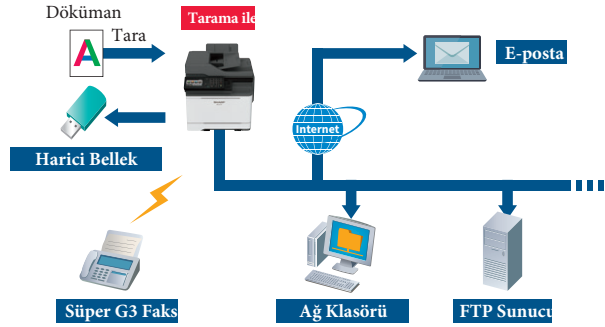 Döküman
Tara
Tarama ile
A
E-posta
Internet
Harici Bellek
Süper G3 Faks
Ağ Klasörü
FTP Sunucu